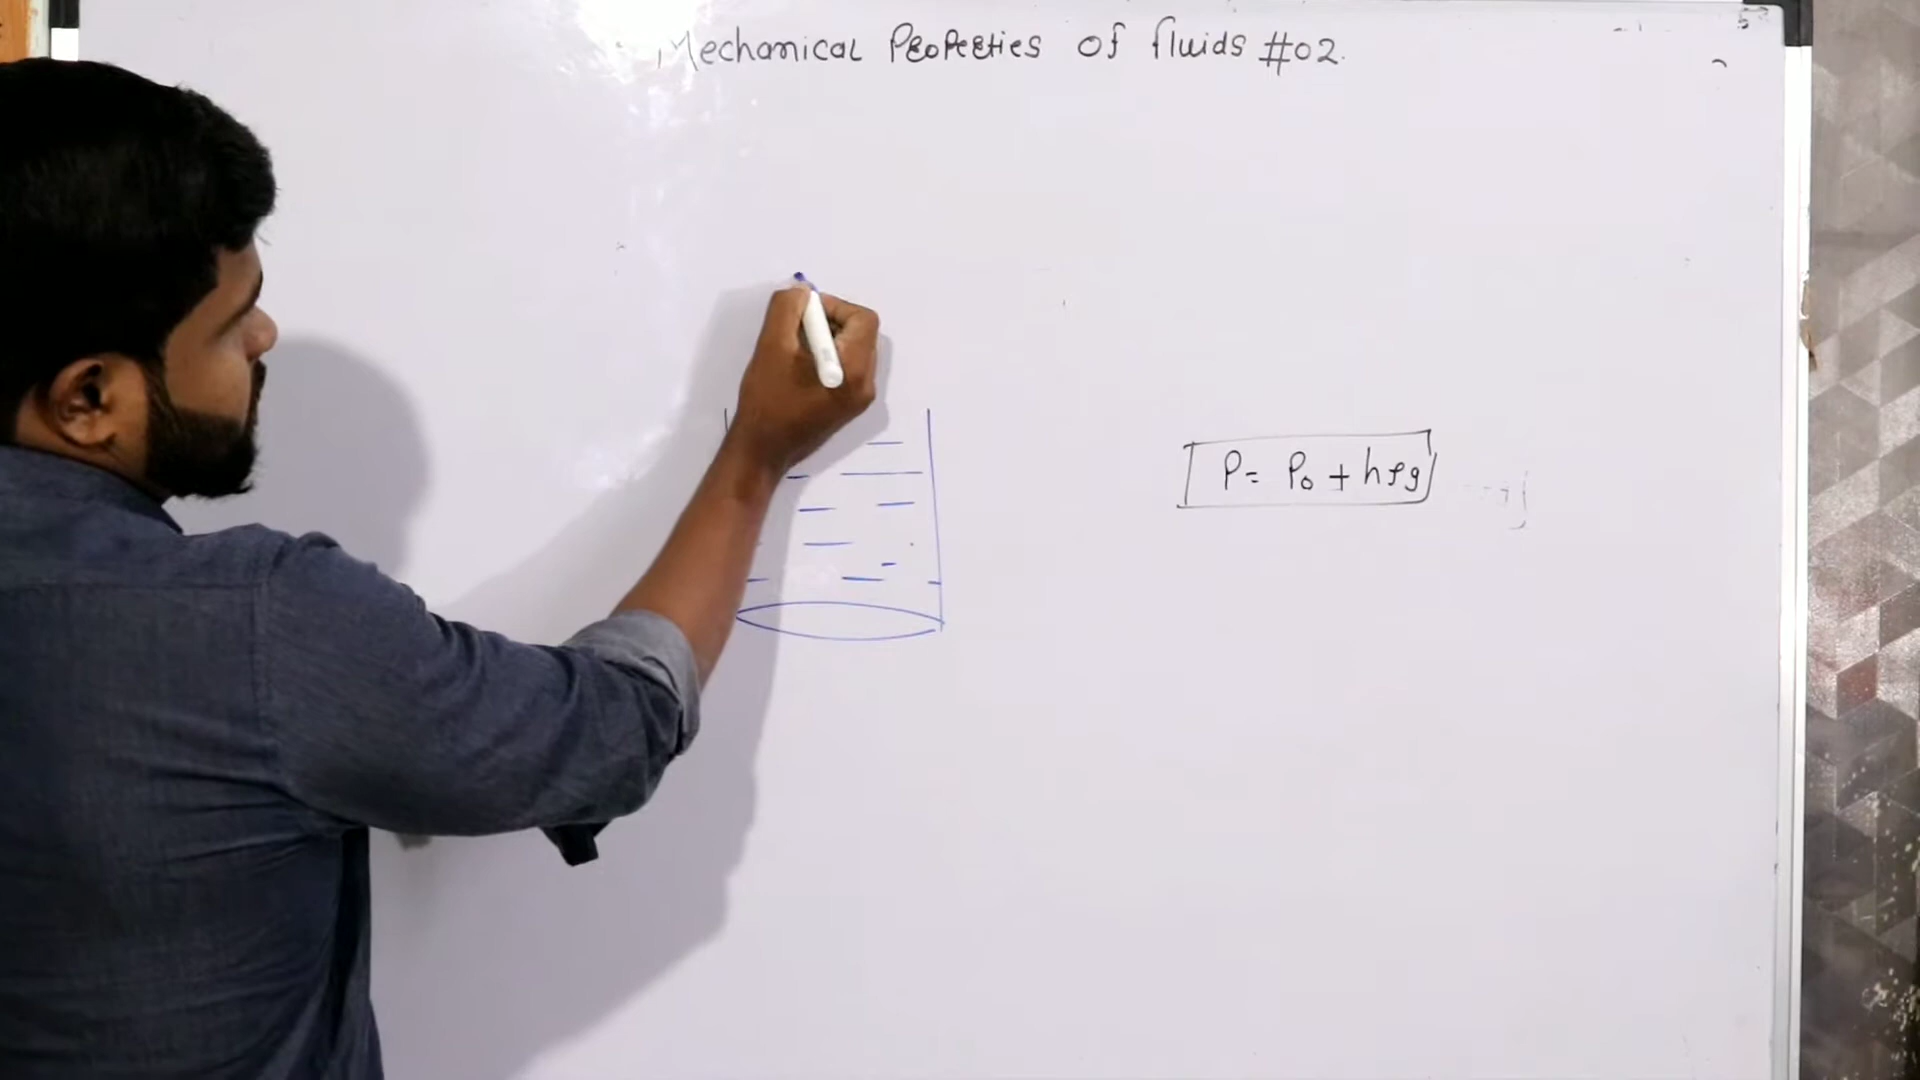 Mechanical Properties of fluids #02.
P = P₀ + hρg